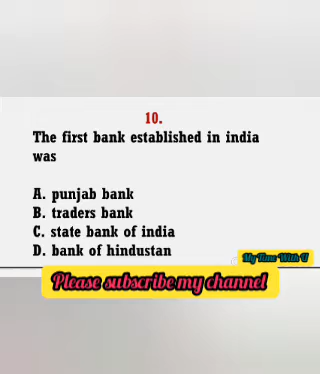 10.
The first bank established in india
was
A. punjab bank
B. traders bank
C. state bank of india
D. bank of hindustan
My Time With U
Please subscribe my channel